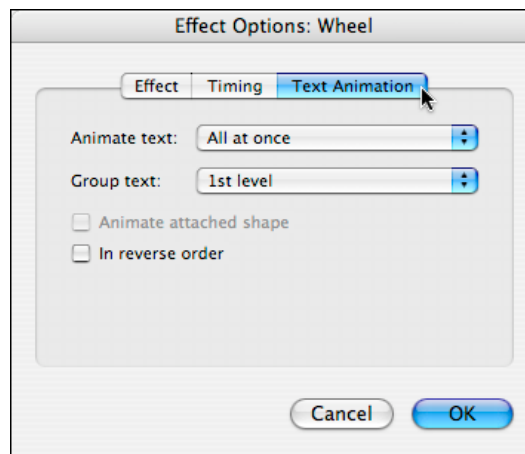 Effect Options: Wheel
Effect Timing Text Animation
Animate text: All at once
Group text: 1st level
Animate attached shape
In reverse order
Cancel OK